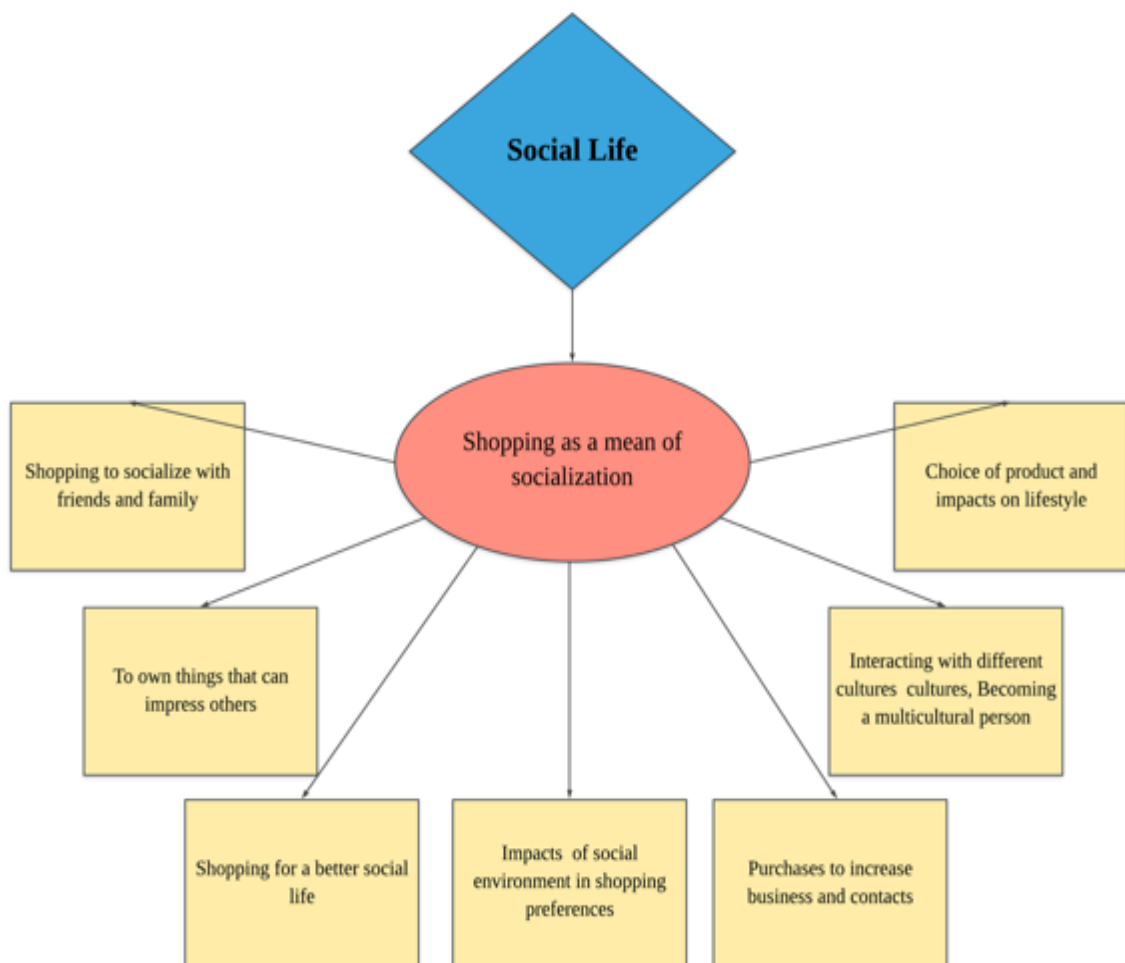 Social Life
Shopping as a mean of
socialization
Shopping to socialize with
friends and family
Choice of product and
impacts on lifestyle
To own things that can
impress others
Interacting with different
cultures  cultures, Becoming
a multicultural person
Shopping for a better social
life
Impacts  of social
environment in shopping
preferences
Purchases to increase
business and contacts